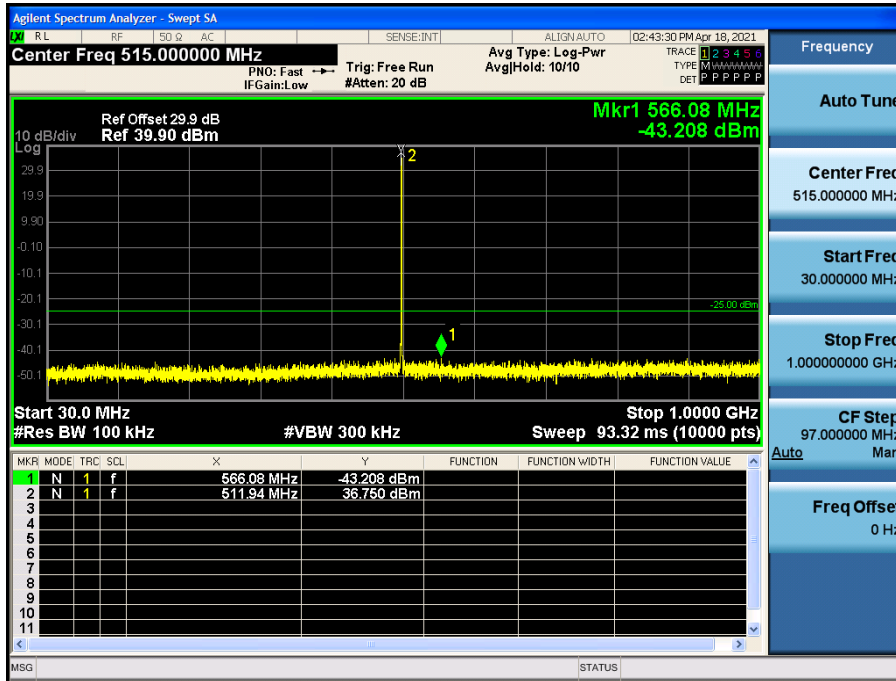 Agilent Spectrum Analyzer - Swept SA
LXI RL RF 50 Ω AC SENSE:INT ALIGNAUTO 02:43:30 PM Apr 18, 2021
Center Freq 515.000000 MHz
PNO: Fast
IFGain:Low
Trig: Free Run
#Atten: 20 dB
Avg Type: Log-Pwr
Avg|Hold: 10/10
TRACE 1 2 3 4 5 6
TYPE M
DET P P P P P P
Frequency
Mkr1 566.08 MHz
-43.208 dBm
Ref Offset 29.9 dB
10 dB/div Ref 39.90 dBm
Log
2
29.9
19.9
9.90
-0.10
-10.1
-20.1
-25.00 dBm
-30.1
1
-40.1
-50.1
Start 30.0 MHz Stop 1.0000 GHz
#Res BW 100 kHz #VBW 300 kHz Sweep 93.32 ms (10000 pts)
MKR MODE TRC SCL X Y FUNCTION FUNCTION WIDTH FUNCTION VALUE
1 N 1 f 566.08 MHz -43.208 dBm
2 N 1 f 511.94 MHz 36.750 dBm
3
4
5
6
7
8
9
10
11
MSG STATUS
Auto Tune
Center Freq
515.000000 MHz
Start Freq
30.000000 MHz
Stop Freq
1.000000000 GHz
CF Step
97.000000 MHz
Auto Man
Freq Offset
0 Hz